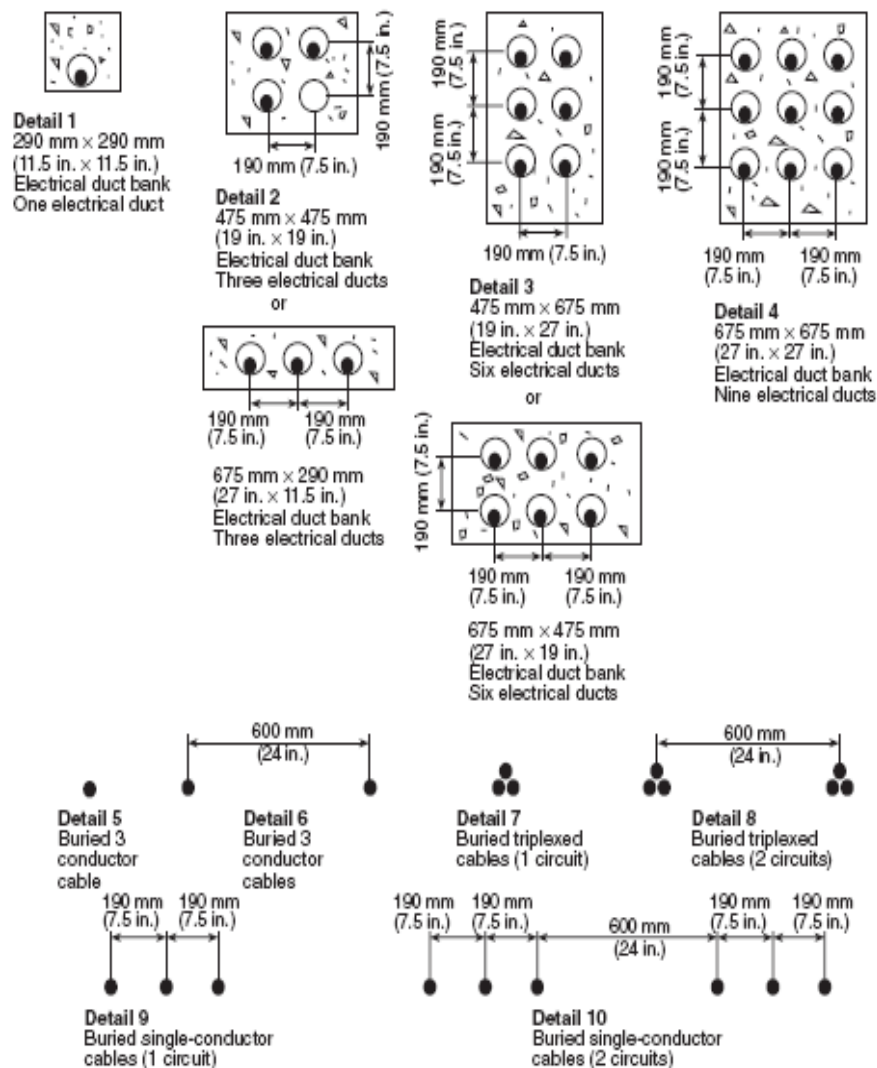 Detail 1
290 mm × 290 mm
(11.5 in. × 11.5 in.)
Electrical duct bank
One electrical duct
190 mm (7.5 in.)
190 mm (7.5 in.)
Detail 2
475 mm × 475 mm
(19 in. × 19 in.)
Electrical duct bank
Three electrical ducts
or
190 mm
(7.5 in.)
190 mm
(7.5 in.)
675 mm × 290 mm
(27 in. × 11.5 in.)
Electrical duct bank
Three electrical ducts
190 mm
(7.5 in.)
190 mm
(7.5 in.)
190 mm (7.5 in.)
Detail 3
475 mm × 675 mm
(19 in. × 27 in.)
Electrical duct bank
Six electrical ducts
or
190 mm (7.5 in.)
190 mm
(7.5 in.)
190 mm
(7.5 in.)
675 mm × 475 mm
(27 in. × 19 in.)
Electrical duct bank
Six electrical ducts
190 mm
(7.5 in.)
190 mm
(7.5 in.)
190 mm
(7.5 in.)
190 mm
(7.5 in.)
Detail 4
675 mm × 675 mm
(27 in. × 27 in.)
Electrical duct bank
Nine electrical ducts
Detail 5
Buried 3
conductor
cable
600 mm
(24 in.)
Detail 6
Buried 3
conductor
cables
Detail 7
Buried triplexed
cables (1 circuit)
600 mm
(24 in.)
Detail 8
Buried triplexed
cables (2 circuits)
190 mm
(7.5 in.)
190 mm
(7.5 in.)
Detail 9
Buried single-conductor
cables (1 circuit)
190 mm
(7.5 in.)
190 mm
(7.5 in.)
600 mm
(24 in.)
190 mm
(7.5 in.)
190 mm
(7.5 in.)
Detail 10
Buried single-conductor
cables (2 circuits)